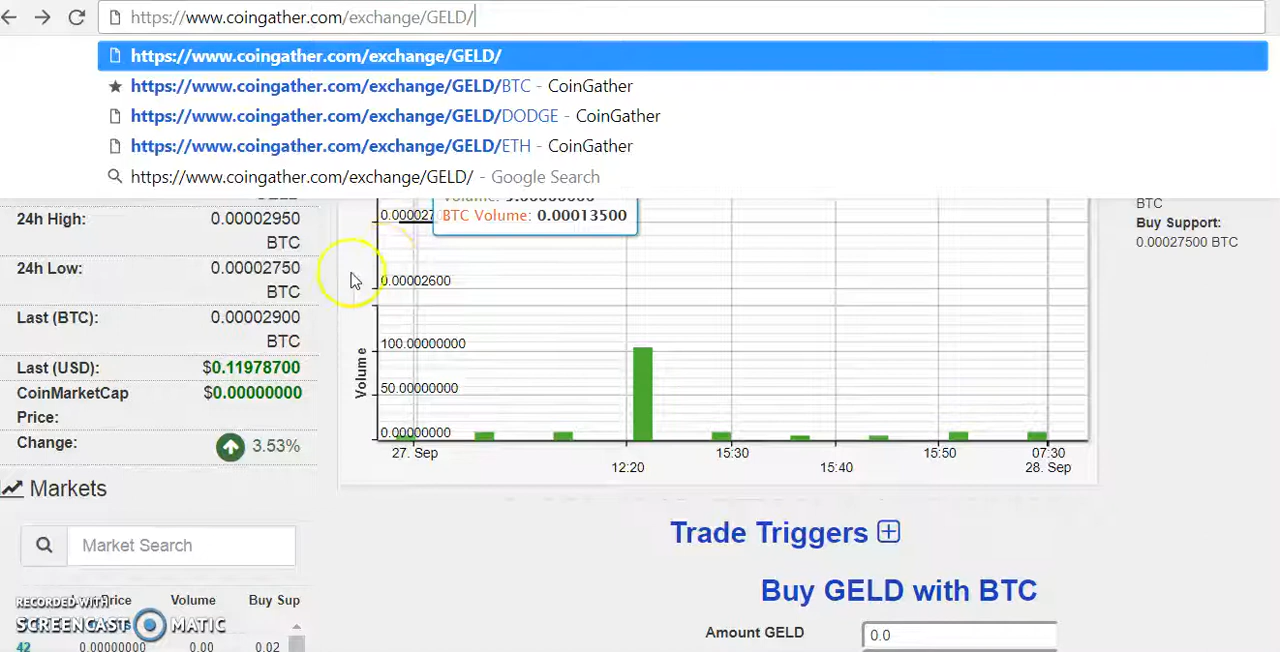 https://www.coingather.com/exchange/GELD/
https://www.coingather.com/exchange/GELD/
https://www.coingather.com/exchange/GELD/BTC - CoinGather
https://www.coingather.com/exchange/GELD/DODGE - CoinGather
https://www.coingather.com/exchange/GELD/ETH - CoinGather
https://www.coingather.com/exchange/GELD/ - Google Search
24h High: 0.00002950
BTC
24h Low: 0.00002750
BTC
Last (BTC): 0.00002900
BTC
Last (USD): $0.11978700
CoinMarketCap $0.00000000
Price:
Change: 3.53%
Markets
Market Search
Price Volume Buy Sup
42 0.00000000 0.00 0.02
RECORDED WITH
SCREENCAST MATIC
BTC Volume: 0.00013500
0.00002600
Volume
100.00000000
50.00000000
0.00000000
27. Sep 12:20 15:30 15:40 15:50 07:30
28. Sep
BTC
Buy Support:
0.00027500 BTC
Trade Triggers
Buy GELD with BTC
Amount GELD 0.0